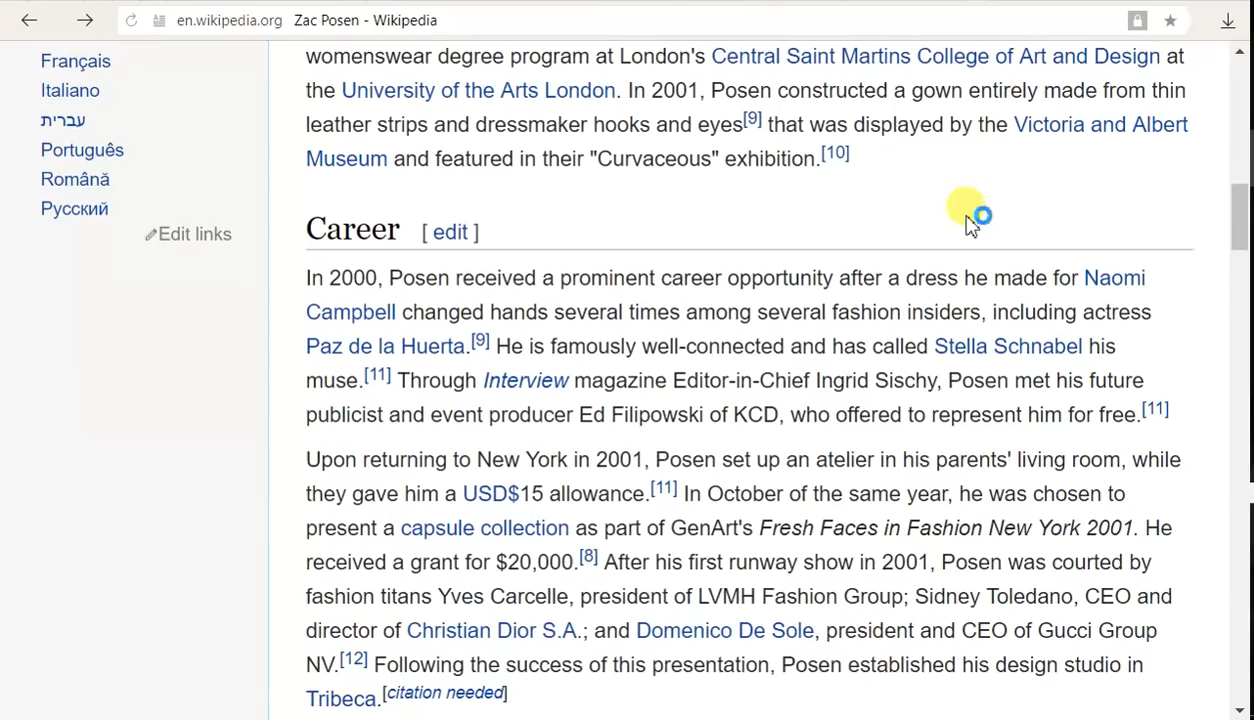 en.wikipedia.org Zac Posen - Wikipedia
Français
Italiano
עברית
Português
Română
Русский
Edit links
womenswear degree program at London's Central Saint Martins College of Art and Design at
the University of the Arts London. In 2001, Posen constructed a gown entirely made from thin
leather strips and dressmaker hooks and eyes[9] that was displayed by the Victoria and Albert
Museum and featured in their "Curvaceous" exhibition.[10]
Career [ edit ]
In 2000, Posen received a prominent career opportunity after a dress he made for Naomi
Campbell changed hands several times among several fashion insiders, including actress
Paz de la Huerta.[9] He is famously well-connected and has called Stella Schnabel his
muse.[11] Through Interview magazine Editor-in-Chief Ingrid Sischy, Posen met his future
publicist and event producer Ed Filipowski of KCD, who offered to represent him for free.[11]
Upon returning to New York in 2001, Posen set up an atelier in his parents' living room, while
they gave him a USD$15 allowance.[11] In October of the same year, he was chosen to
present a capsule collection as part of GenArt's Fresh Faces in Fashion New York 2001. He
received a grant for $20,000.[8] After his first runway show in 2001, Posen was courted by
fashion titans Yves Carcelle, president of LVMH Fashion Group; Sidney Toledano, CEO and
director of Christian Dior S.A.; and Domenico De Sole, president and CEO of Gucci Group
NV.[12] Following the success of this presentation, Posen established his design studio in
Tribeca.[citation needed]